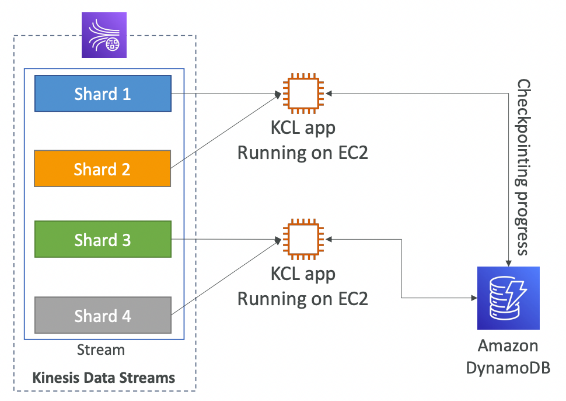 Shard 1
Shard 2
Shard 3
Shard 4
Stream
Kinesis Data Streams
KCL app
Running on EC2
KCL app
Running on EC2
Checkpointing progress
Amazon
DynamoDB